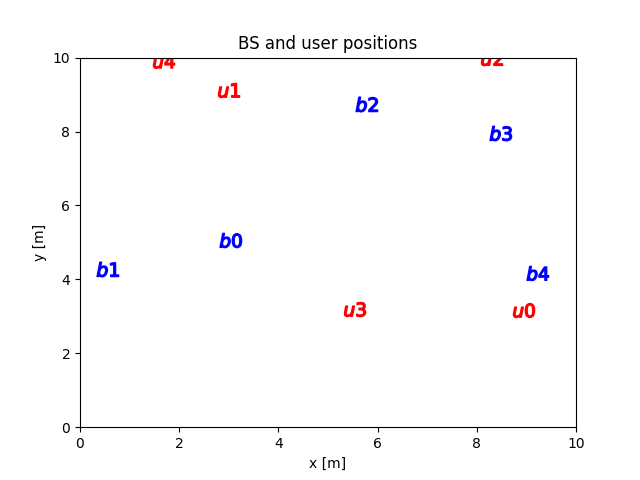 BS and user positions
10
u4
u2
u1
b2
8
b3
6
b0
y [m]
b1
4
b4
u3
u0
2
0
0 2 4 6 8 10
x [m]